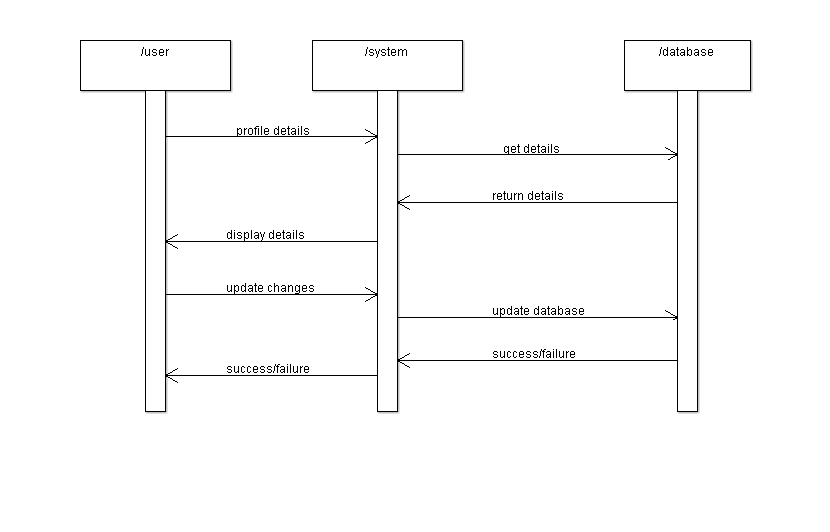 /user
/system
/database
profile details
get details
return details
display details
update changes
update database
success/failure
success/failure